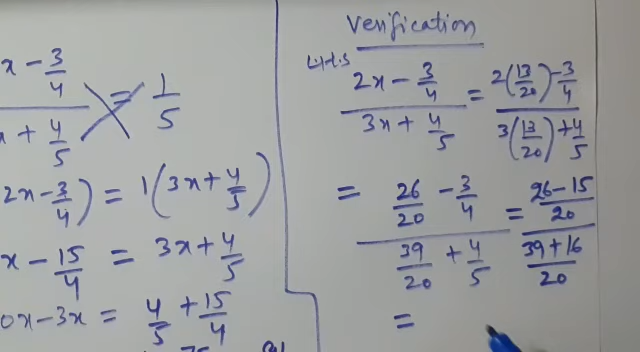 x - 3/4
= 1/5
x + 4/5
2x - 3/4) = 1(3x + 4/5)
x - 15/4 = 3x + 4/5
0x - 3x = 4/5 + 15/4
Verification
L.H.S
(2x - 3/4)/(3x + 4/5) = (2(13/20) - 3/4)/(3(13/20) + 4/5)
= (26/20 - 3/4)/(39/20 + 4/5) = ((26 - 15)/20)/((39 + 16)/20)
=